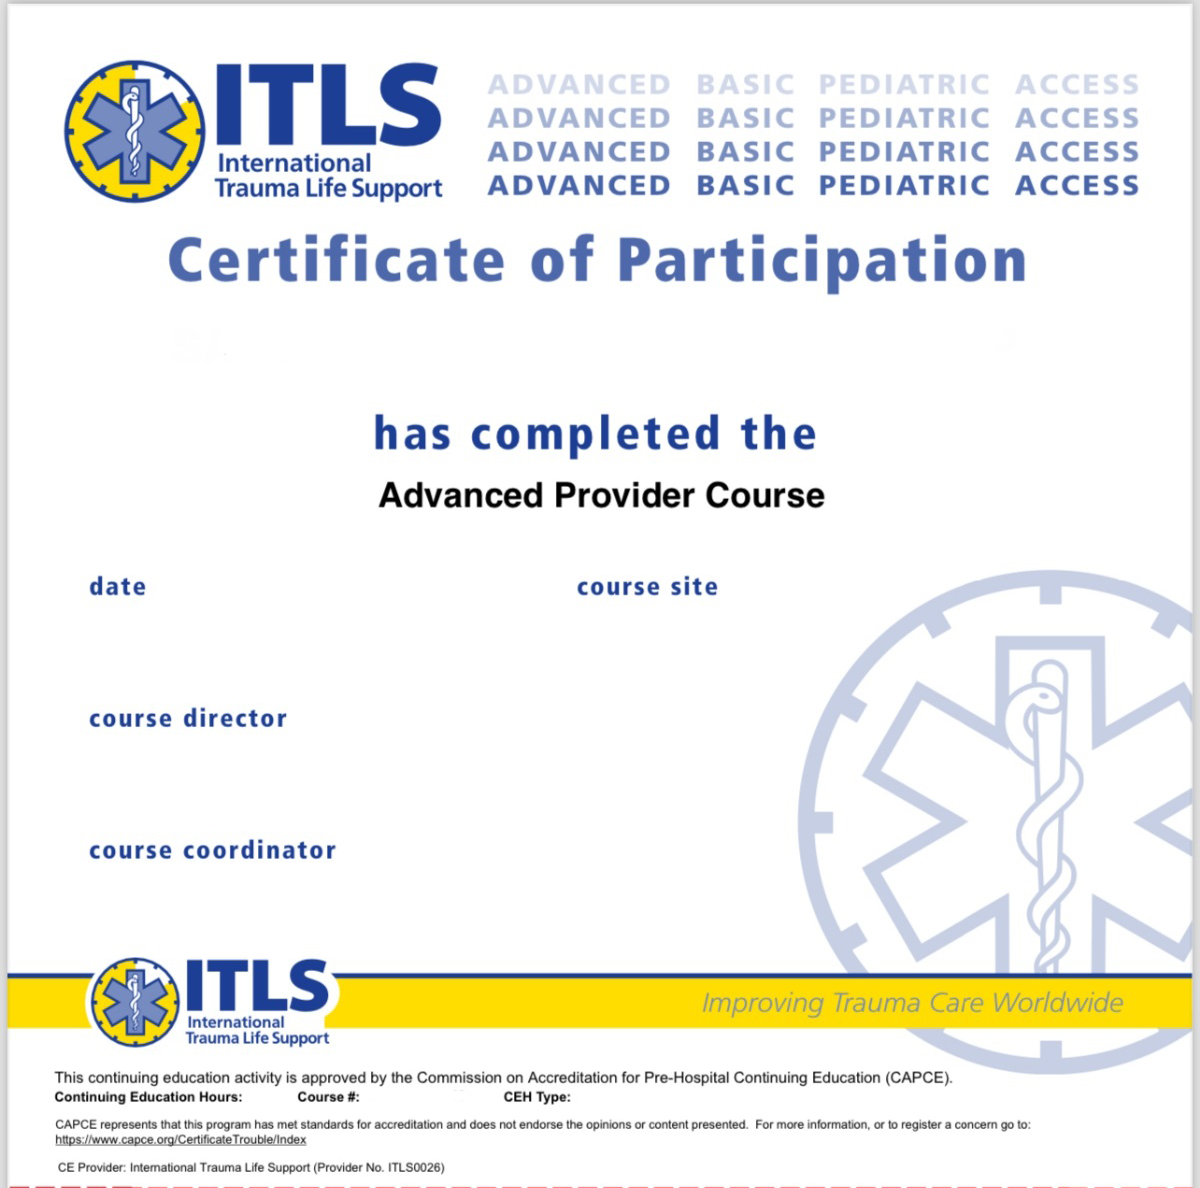 ITLS
International
Trauma Life Support
ADVANCED BASIC PEDIATRIC ACCESS
ADVANCED BASIC PEDIATRIC ACCESS
ADVANCED BASIC PEDIATRIC ACCESS
ADVANCED BASIC PEDIATRIC ACCESS
Certificate of Participation
has completed the
Advanced Provider Course
date
course site
course director
course coordinator
ITLS
International
Trauma Life Support
Improving Trauma Care Worldwide
This continuing education activity is approved by the Commission on Accreditation for Pre-Hospital Continuing Education (CAPCE).
Continuing Education Hours: Course #: CEH Type:
CAPCE represents that this program has met standards for accreditation and does not endorse the opinions or content presented. For more information, or to register a concern go to:
https://www.capce.org/CertificateTrouble/Index
CE Provider: International Trauma Life Support (Provider No. ITLS0026)